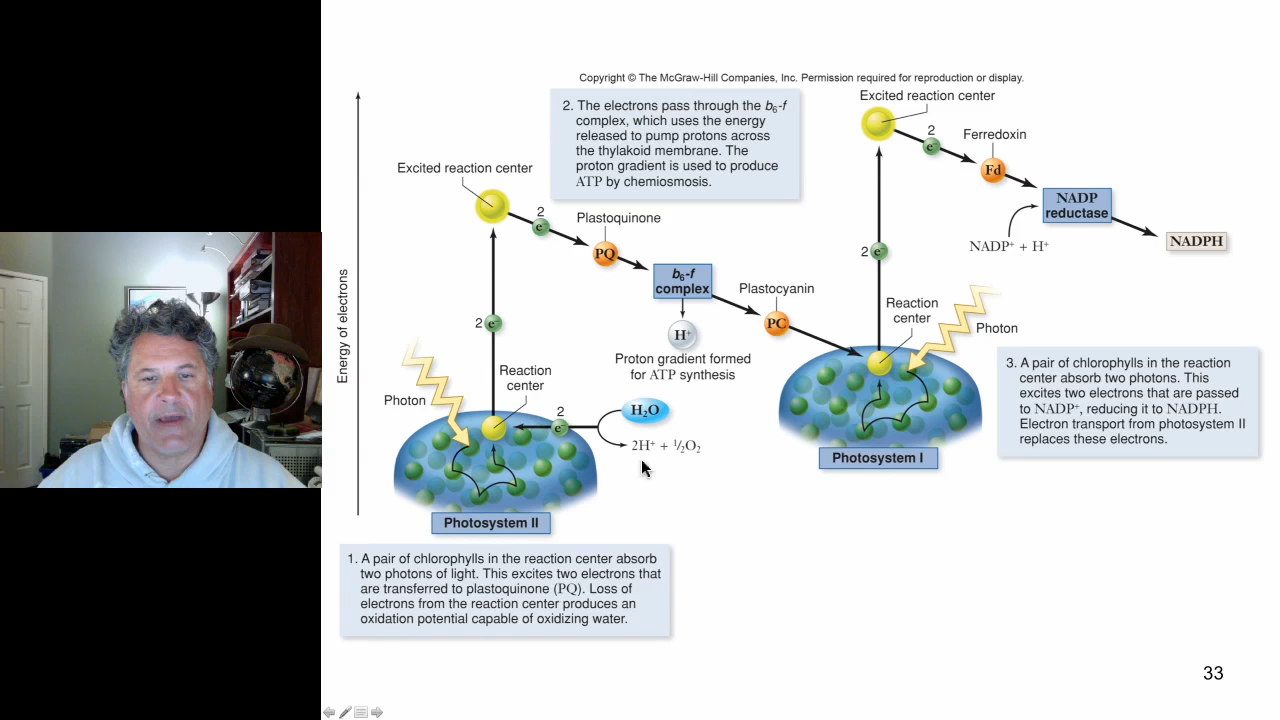 Copyright © The McGraw-Hill Companies, Inc. Permission required for reproduction or display.
Energy of electrons
Excited reaction center
2. The electrons pass through the b₆-f
complex, which uses the energy
released to pump protons across
the thylakoid membrane. The
proton gradient is used to produce
ATP by chemiosmosis.
Excited reaction center
2
e⁻
Ferredoxin
Fd
NADP
reductase
NADP⁺ + H⁺
NADPH
2
e⁻
Plastoquinone
PQ
b₆-f
complex
H⁺
Proton gradient formed
for ATP synthesis
Plastocyanin
PC
2 e⁻
2 e⁻
Reaction
center
Photon
Photosystem I
3. A pair of chlorophylls in the reaction
center absorb two photons. This
excites two electrons that are passed
to NADP⁺, reducing it to NADPH.
Electron transport from photosystem II
replaces these electrons.
Photon
Reaction
center
2
e⁻
H₂O
2H⁺ + ½O₂
Photosystem II
1. A pair of chlorophylls in the reaction center absorb
two photons of light. This excites two electrons that
are transferred to plastoquinone (PQ). Loss of
electrons from the reaction center produces an
oxidation potential capable of oxidizing water.
33